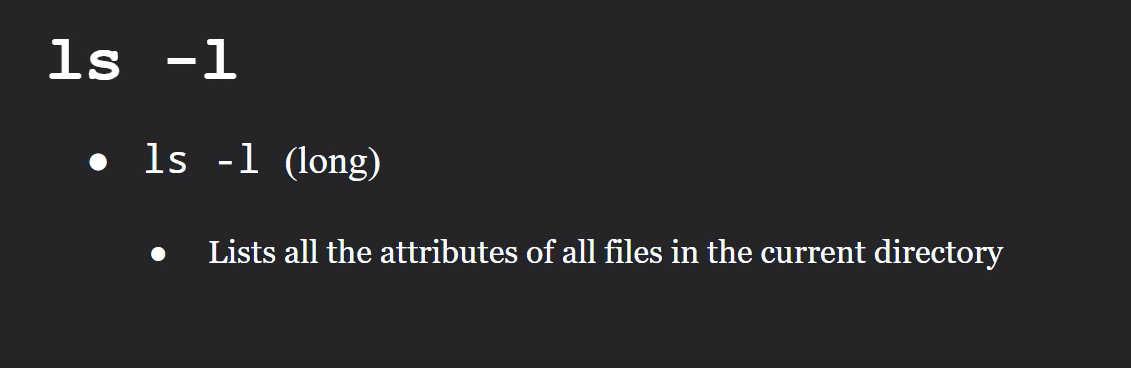 ls -l
● ls -l (long)
● Lists all the attributes of all files in the current directory